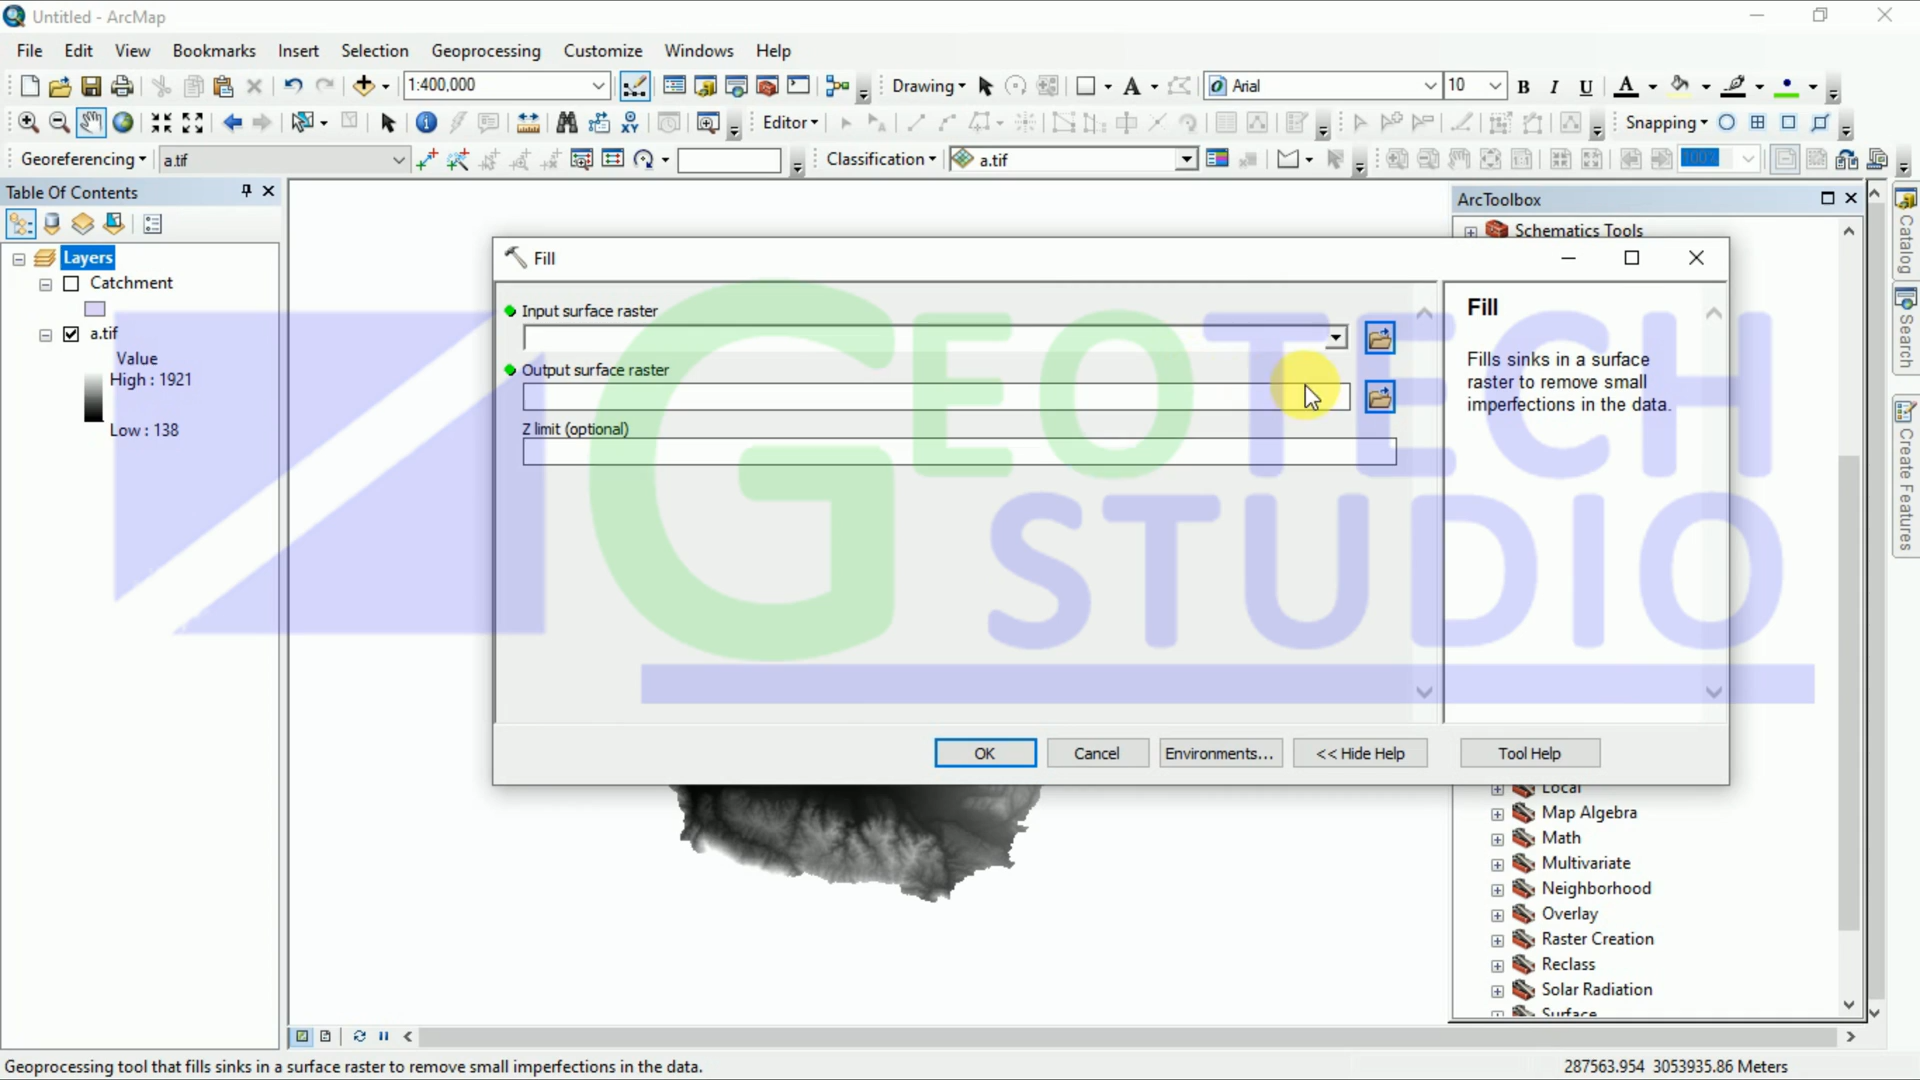 Untitled - ArcMap
File Edit View Bookmarks Insert Selection Geoprocessing Customize Windows Help
1:400,000 Drawing Arial 10 B I U A
Editor Snapping
Georeferencing a.tif Classification a.tif 100%
Table Of Contents
Layers
Catchment
a.tif
Value
High : 1921
Low : 138
ArcToolbox
Schematics Tools
Fill
Input surface raster
Output surface raster
Z limit (optional)
Fill
Fills sinks in a surface
raster to remove small
imperfections in the data.
OK Cancel Environments... << Hide Help Tool Help
GEOTECH
STUDIO
Local
Map Algebra
Math
Multivariate
Neighborhood
Overlay
Raster Creation
Reclass
Solar Radiation
Surface
Catalog
Search
Create Features
Geoprocessing tool that fills sinks in a surface raster to remove small imperfections in the data.
287563.954 3053935.86 Meters